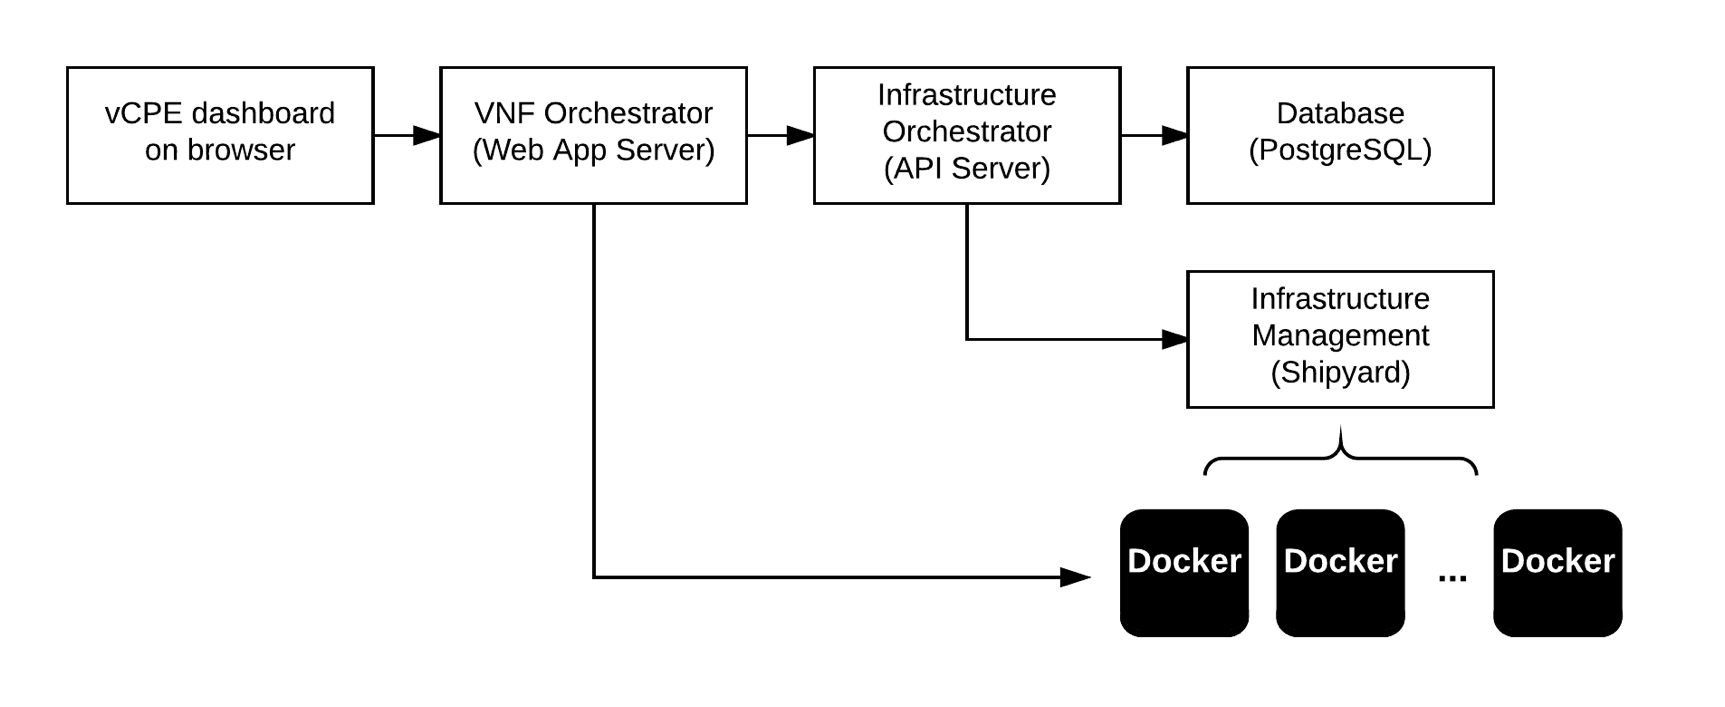 vCPE dashboard
on browser
VNF Orchestrator
(Web App Server)
Infrastructure
Orchestrator
(API Server)
Database
(PostgreSQL)
Infrastructure
Management
(Shipyard)
Docker
Docker
...
Docker